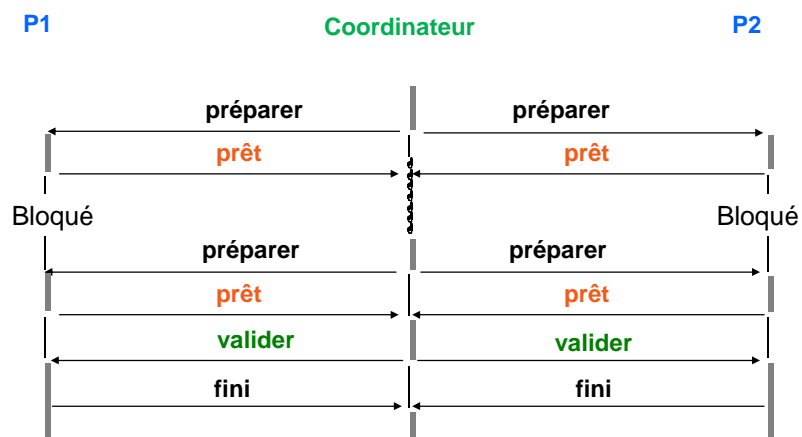 P1 Coordinateur P2
préparer préparer
prêt prêt
Bloqué Bloqué
préparer préparer
prêt prêt
valider valider
fini fini